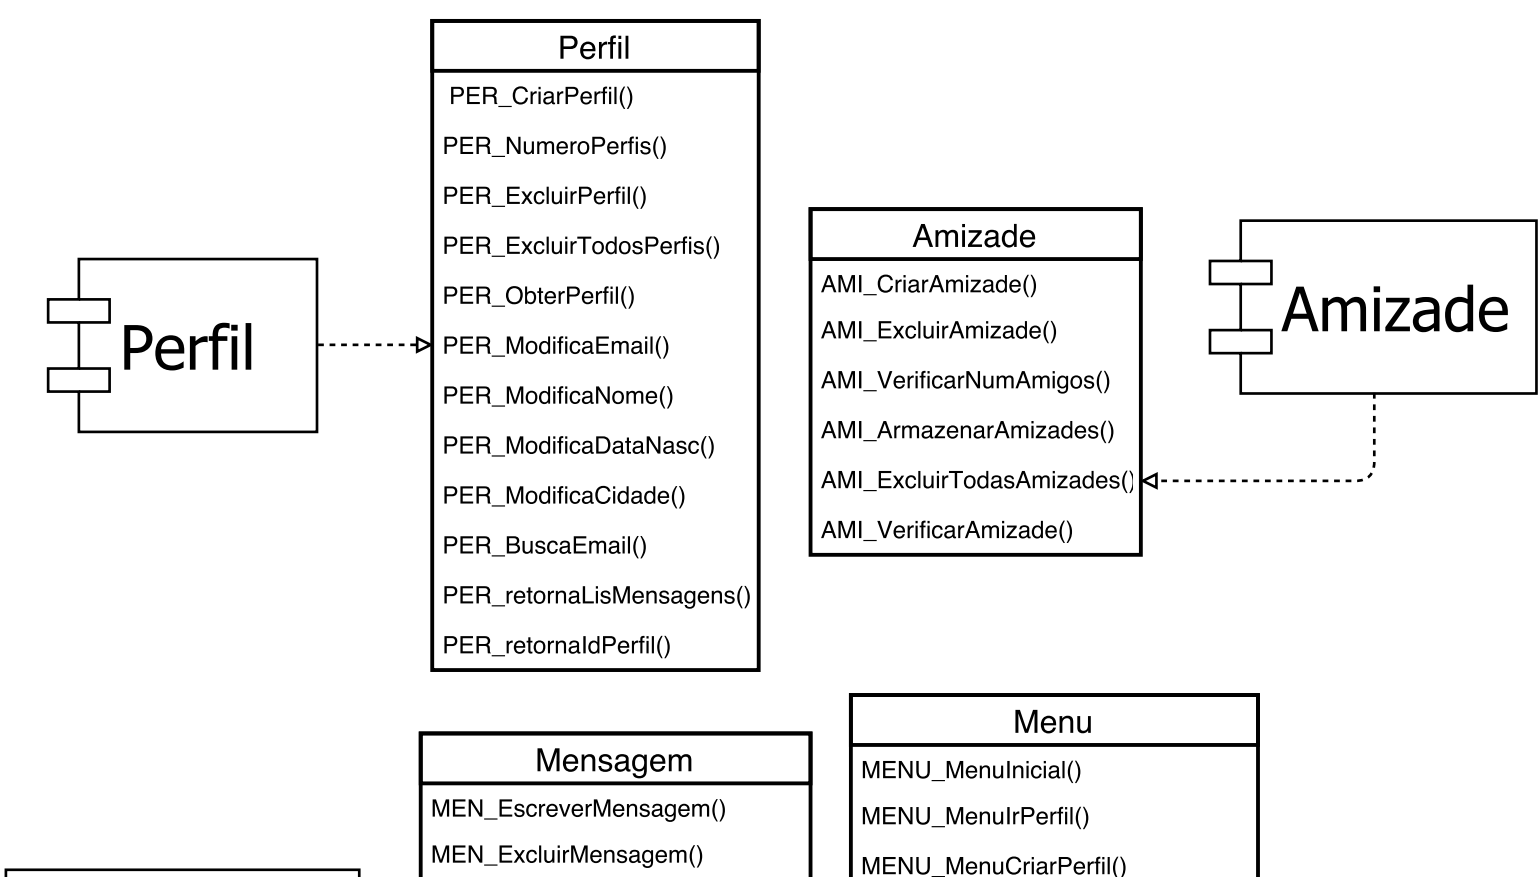 Perfil
PER_CriarPerfil()
PER_NumeroPerfis()
PER_ExcluirPerfil()
PER_ExcluirTodosPerfis()
PER_ObterPerfil()
PER_ModificaEmail()
PER_ModificaNome()
PER_ModificaDataNasc()
PER_ModificaCidade()
PER_BuscaEmail()
PER_retornaLisMensagens()
PER_retornaIdPerfil()
Perfil
Amizade
AMI_CriarAmizade()
AMI_ExcluirAmizade()
AMI_VerificarNumAmigos()
AMI_ArmazenarAmizades()
AMI_ExcluirTodasAmizades()
AMI_VerificarAmizade()
Amizade
Mensagem
MEN_EscreverMensagem()
MEN_ExcluirMensagem()
Menu
MENU_MenuInicial()
MENU_MenuIrPerfil()
MENU_MenuCriarPerfil()